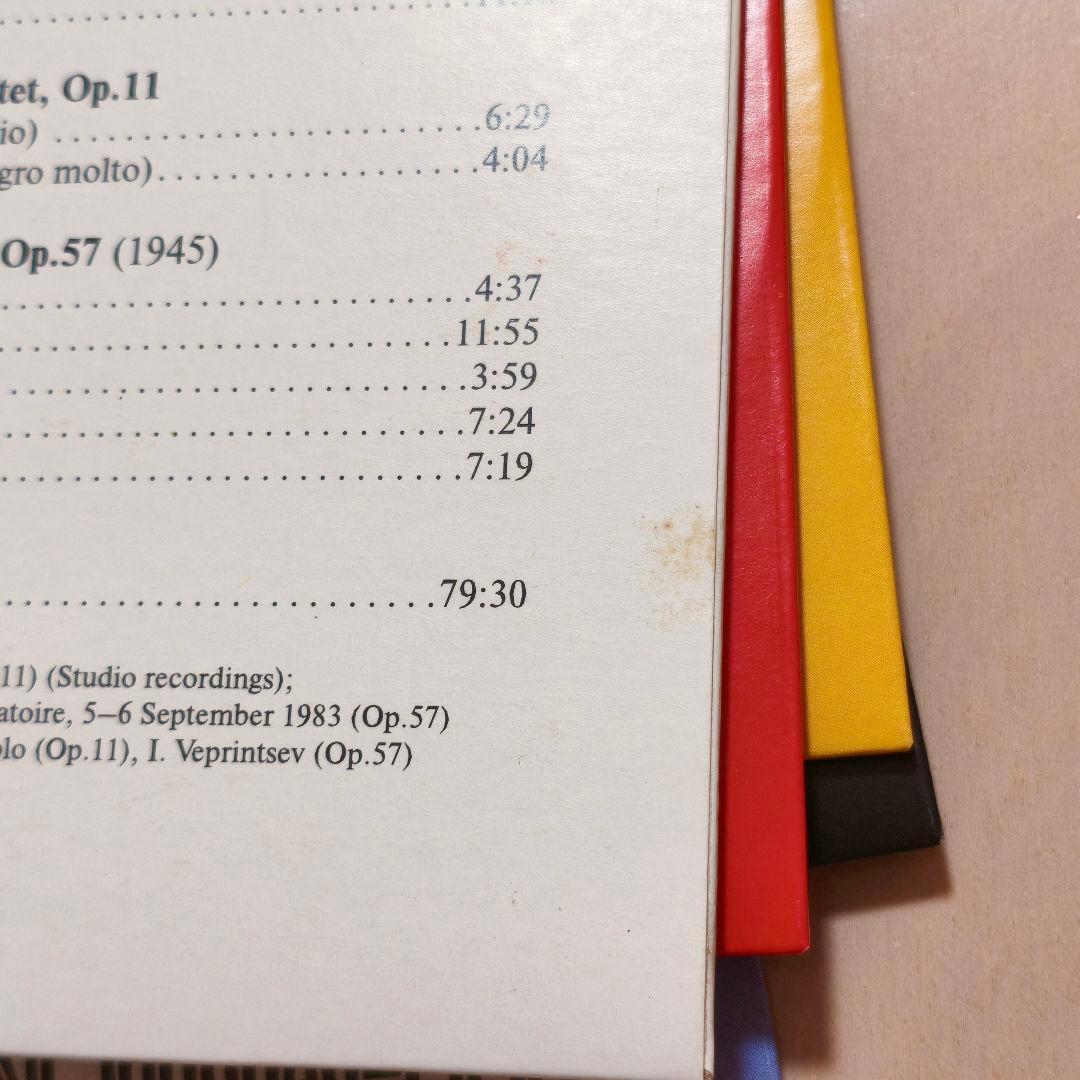 tet, Op.11
io) ........................6:29
gro molto)..................4:04
Op.57 (1945)
............................4:37
............................11:55
............................3:59
............................7:24
............................7:19
............................79:30
11) (Studio recordings);
atoire, 5–6 September 1983 (Op.57)
olo (Op.11), I. Veprintsev (Op.57)